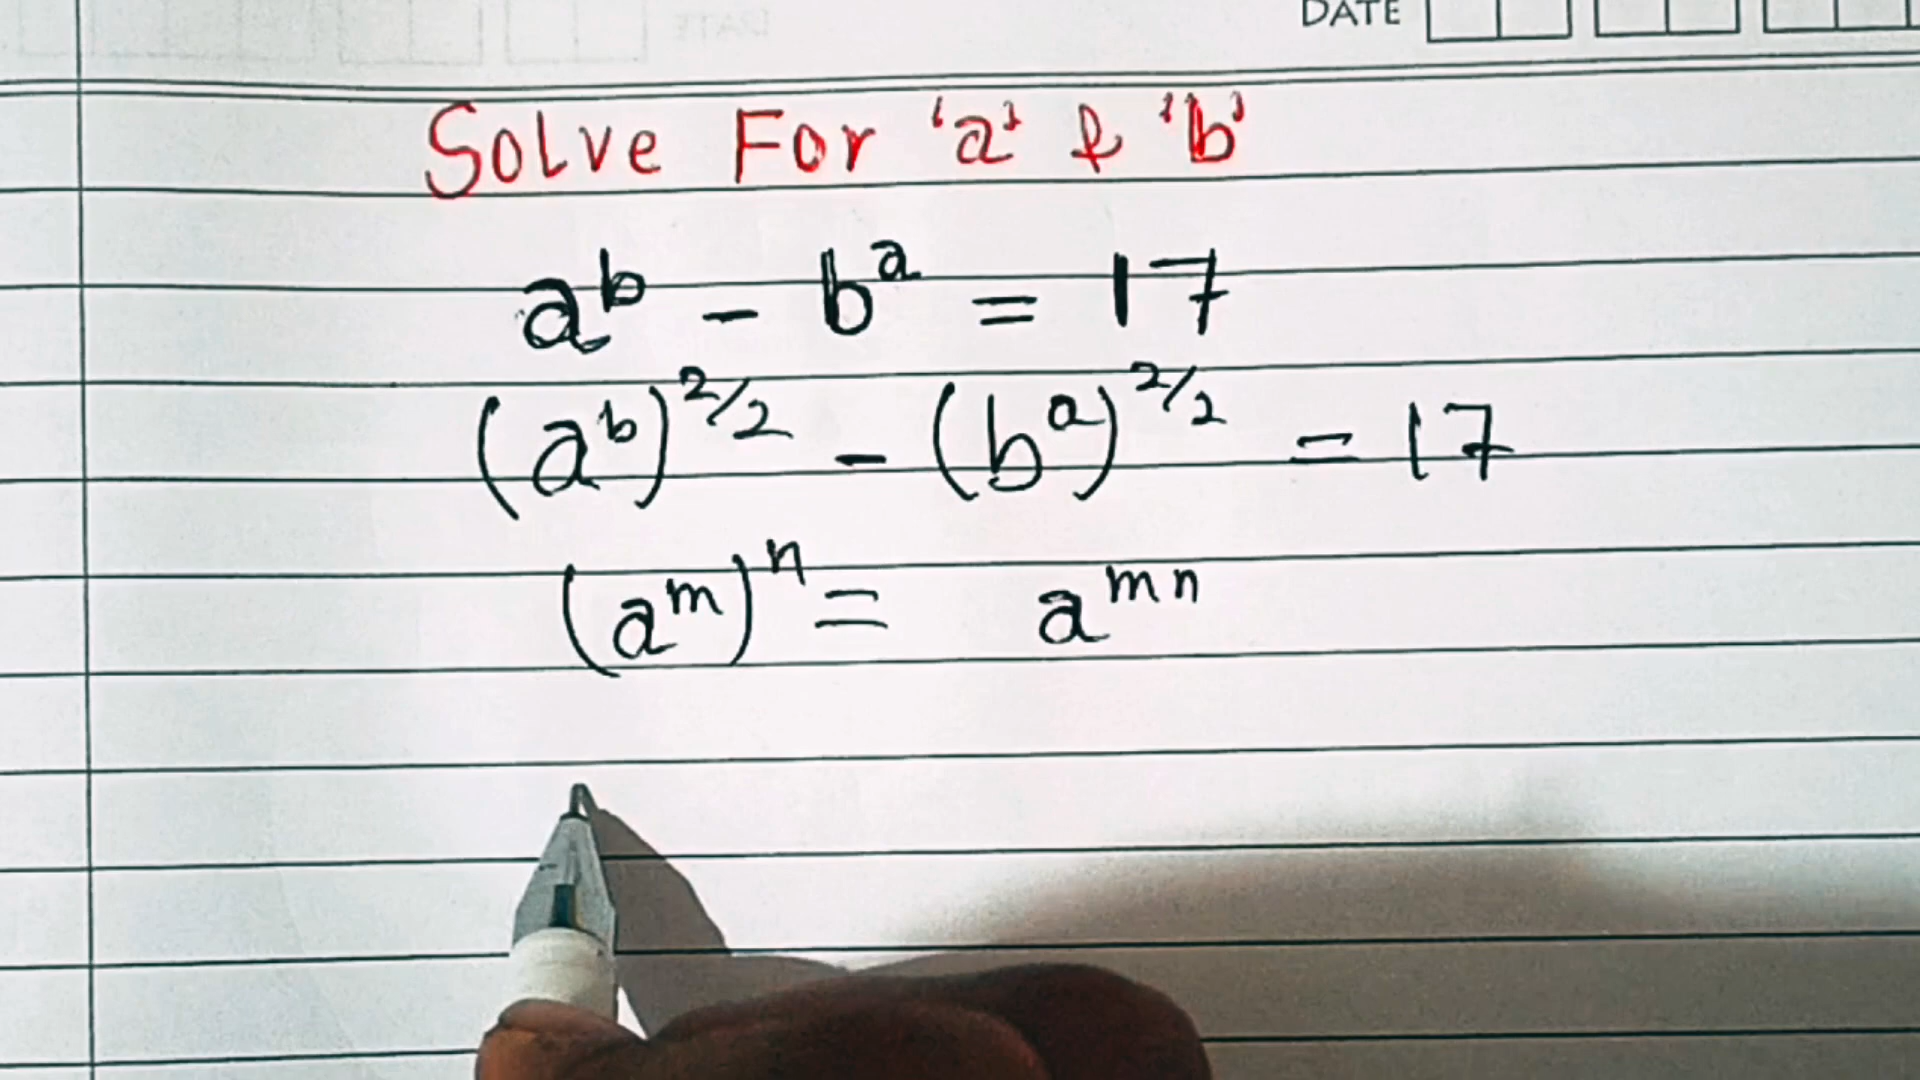 DATE
Solve For 'a' & 'b'
a^b - b^a = 17
(a^b)^2/2 - (b^a)^2/2 = 17
(a^m)^n = a^mn